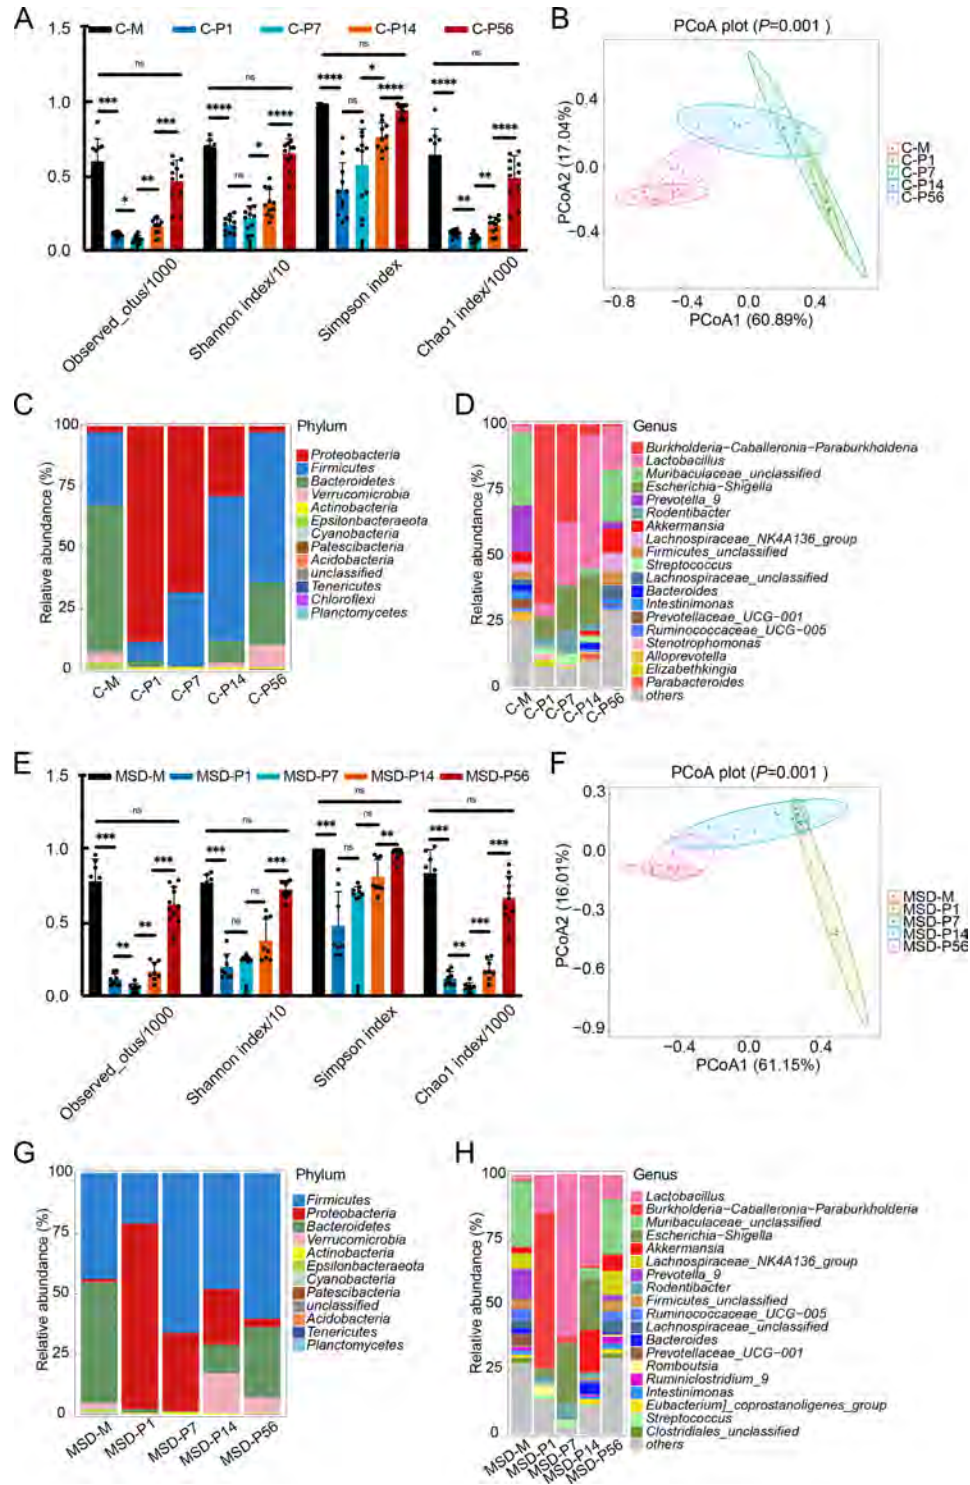 A
C-M C-P1 C-P7 C-P14 C-P56
1.5
1.0
0.5
0.0
ns ns ns ns
*** * ** ***
**** ns * ****
**** ns * ****
**** ** ** ****
Observed_otus/1000
Shannon index/10
Simpson index
Chao1 index/1000
B
PCoA plot (P=0.001 )
PCoA2 (17.04%)
0.4
0.0
−0.4
−0.8 −0.4 0.0 0.4
PCoA1 (60.89%)
C-M
C-P1
C-P7
C-P14
C-P56
C
Relative abundance (%)
100
75
50
25
0
C-M C-P1 C-P7 C-P14 C-P56
Phylum
Proteobacteria
Firmicutes
Bacteroidetes
Verrucomicrobia
Actinobacteria
Epsilonbacteraeota
Cyanobacteria
Patescibacteria
Acidobacteria
unclassified
Tenericutes
Chloroflexi
Planctomycetes
D
Relative abundance (%)
100
75
50
25
0
C-M C-P1 C-P7 C-P14 C-P56
Genus
Burkholderia−Caballeronia−Paraburkholdena
Lactobacillus
Muribaculaceae_unclassified
Escherichia−Shigella
Prevotella_9
Rodentibacter
Akkermansia
Lachnospiraceae_NK4A136_group
Firmicutes_unclassified
Streptococcus
Lachnospiraceae_unclassified
Bacteroides
Intestinimonas
Prevotellaceae_UCG−001
Ruminococcaceae_UCG−005
Stenotrophomonas
Alloprevotella
Elizabethkingia
Parabacteroides
others
E
MSD-M MSD-P1 MSD-P7 MSD-P14 MSD-P56
1.5
1.0
0.5
0.0
ns ns ns ns
*** ** ** ***
*** ns ns ***
*** ns ns **
*** ** *** ***
Observed_otus/1000
Shannon index/10
Simpson index
Chao1 index/1000
F
PCoA plot (P=0.001 )
PCoA2 (16.01%)
0.3
0.0
−0.3
−0.6
−0.9
−0.4 0.0 0.4
PCoA1 (61.15%)
MSD-M
MSD-P1
MSD-P7
MSD-P14
MSD-P56
G
Relative abundance (%)
100
75
50
25
0
MSD-M MSD-P1 MSD-P7 MSD-P14 MSD-P56
Phylum
Firmicutes
Proteobacteria
Bacteroidetes
Verrucomicrobia
Actinobacteria
Epsilonbacteraeota
Cyanobacteria
Patescibacteria
unclassified
Acidobacteria
Tenericutes
Planctomycetes
H
Relative abundance (%)
100
75
50
25
0
MSD-M MSD-P1 MSD-P7 MSD-P14 MSD-P56
Genus
Lactobacillus
Burkholderia−Caballeronia−Paraburkholderia
Muribaculaceae_unclassified
Escherichia−Shigella
Akkermansia
Lachnospiraceae_NK4A136_group
Prevotella_9
Rodentibacter
Firmicutes_unclassified
Ruminococcaceae_UCG−005
Lachnospiraceae_unclassified
Bacteroides
Prevotellaceae_UCG−001
Romboutsia
Ruminiclostridium_9
Intestinimonas
Eubacterium]_coprostanoligenes_group
Streptococcus
Clostridiales_unclassified
others